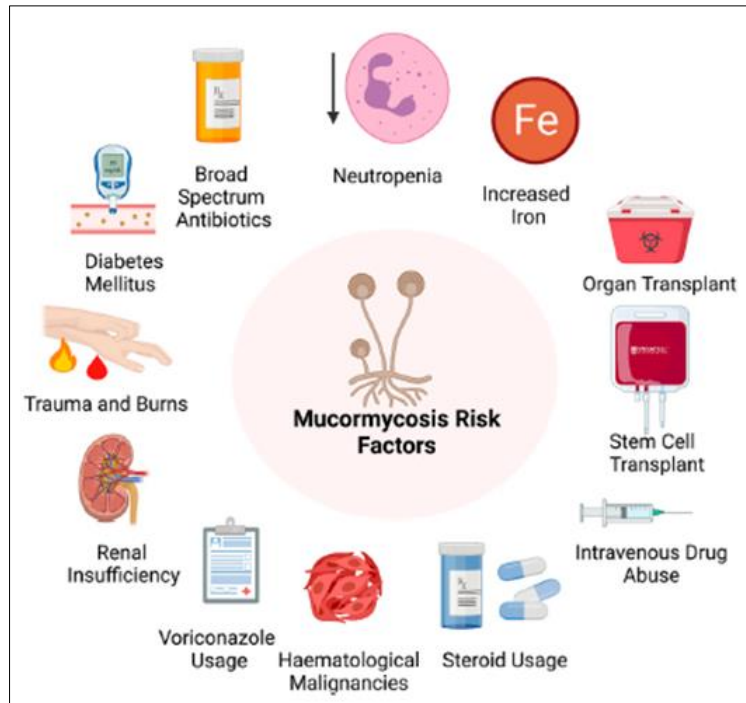 Neutropenia
Fe
Increased
Iron
Organ Transplant
Stem Cell
Transplant
Intravenous Drug
Abuse
Steroid Usage
Haematological
Malignancies
Voriconazole
Usage
Renal
Insufficiency
Trauma and Burns
Diabetes
Mellitus
Broad
Spectrum
Antibiotics
Mucormycosis Risk
Factors